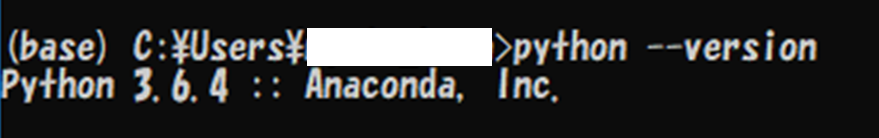 (base) C:¥Users¥ >python --version
Python 3.6.4 :: Anaconda, Inc.